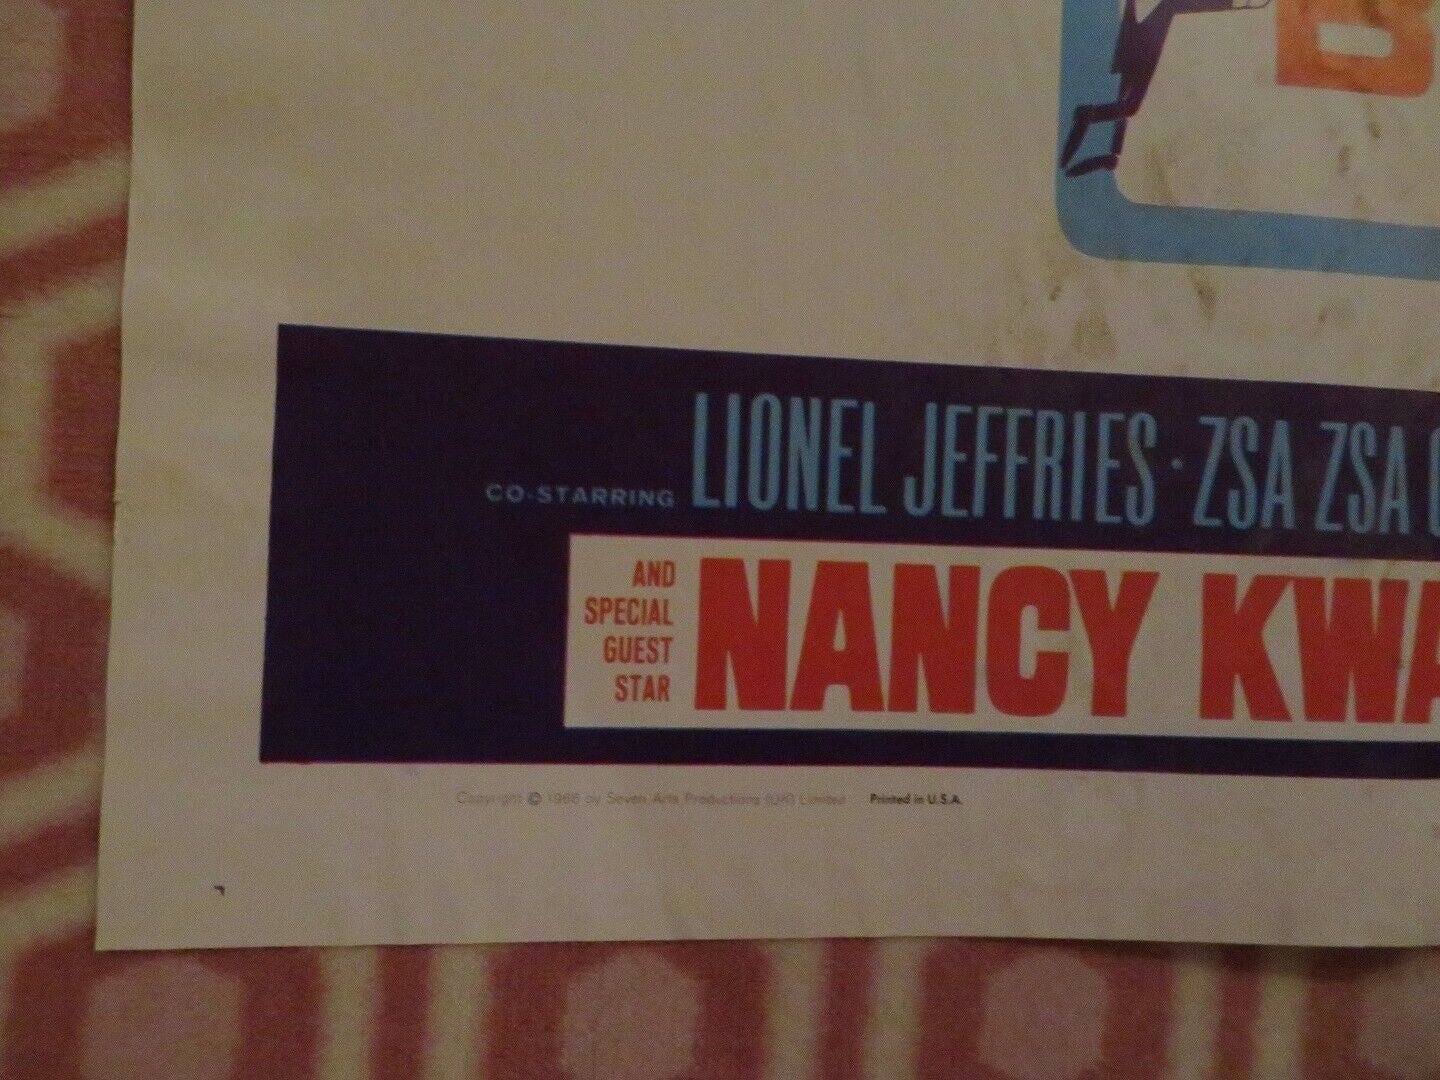 B
CO-STARRING LIONEL JEFFRIES · ZSA ZSA
AND SPECIAL GUEST STAR
NANCY KWA
Copyright © 1966 by Seven Arts Productions (UK) Limited Printed in U.S.A.